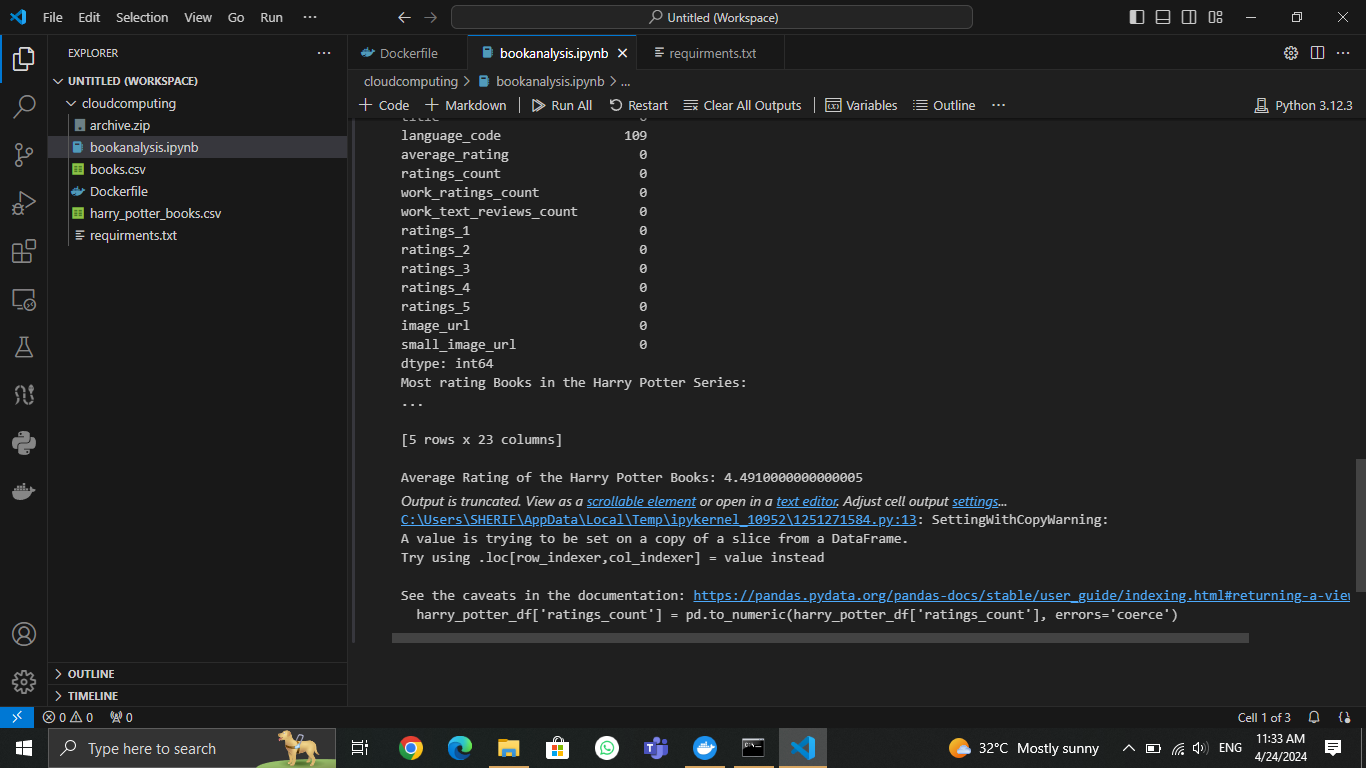 File Edit Selection View Go Run ···
Untitled (Workspace)
EXPLORER
UNTITLED (WORKSPACE)
cloudcomputing
archive.zip
bookanalysis.ipynb
books.csv
Dockerfile
harry_potter_books.csv
requirments.txt
OUTLINE
TIMELINE
Dockerfile
bookanalysis.ipynb
requirments.txt
cloudcomputing > bookanalysis.ipynb > ...
+ Code + Markdown Run All Restart Clear All Outputs Variables Outline ··· Python 3.12.3
title 0
language_code 109
average_rating 0
ratings_count 0
work_ratings_count 0
work_text_reviews_count 0
ratings_1 0
ratings_2 0
ratings_3 0
ratings_4 0
ratings_5 0
image_url 0
small_image_url 0
dtype: int64
Most rating Books in the Harry Potter Series:
...
[5 rows x 23 columns]
Average Rating of the Harry Potter Books: 4.4910000000000005
Output is truncated. View as a scrollable element or open in a text editor. Adjust cell output settings...
C:\Users\SHERIF\AppData\Local\Temp\ipykernel_10952\1251271584.py:13: SettingWithCopyWarning:
A value is trying to be set on a copy of a slice from a DataFrame.
Try using .loc[row_indexer,col_indexer] = value instead
See the caveats in the documentation: https://pandas.pydata.org/pandas-docs/stable/user_guide/indexing.html#returning-a-vie
harry_potter_df['ratings_count'] = pd.to_numeric(harry_potter_df['ratings_count'], errors='coerce')
0 0 0
Cell 1 of 3
Type here to search
32°C Mostly sunny
ENG
11:33 AM
4/24/2024